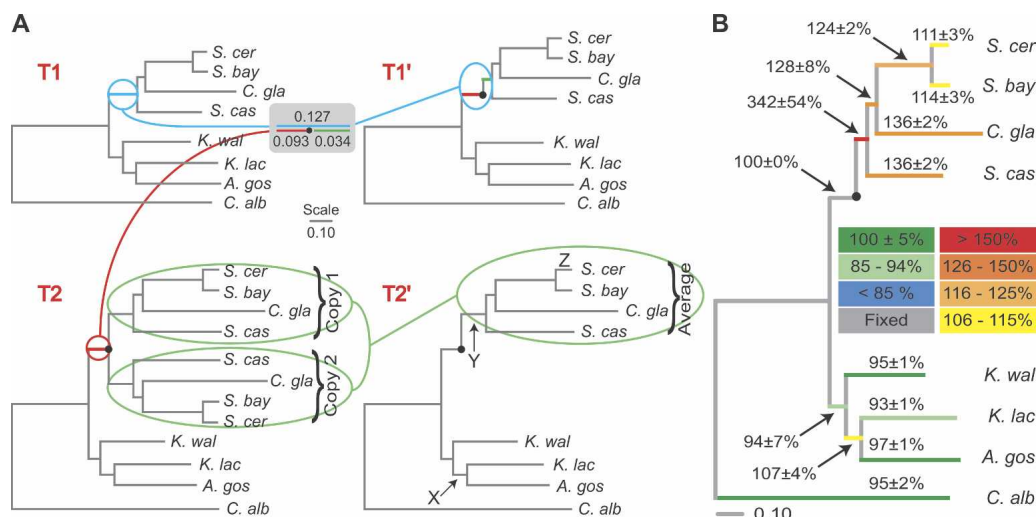 A
T1
S. cer
S. bay
C. gla
S. cas
K. wal
K. lac
A. gos
C. alb
0.127
0.093 0.034
Scale
0.10
T1'
S. cer
S. bay
C. gla
S. cas
K. wal
K. lac
A. gos
C. alb
T2
S. cer
S. bay
C. gla
S. cas
Copy 1
S. cas
C. gla
S. bay
S. cer
Copy 2
K. wal
K. lac
A. gos
C. alb
T2'
Z
S. cer
S. bay
C. gla
S. cas
Average
Y
X
K. wal
K. lac
A. gos
C. alb
B
124±2%
111±3%
S. cer
128±8%
S. bay
114±3%
342±54%
136±2%
C. gla
136±2%
S. cas
100±0%
100 ± 5% > 150%
85 - 94% 126 - 150%
< 85 % 116 - 125%
Fixed 106 - 115%
95±1%
K. wal
93±1%
K. lac
94±7%
97±1%
A. gos
107±4%
95±2%
C. alb
0.10